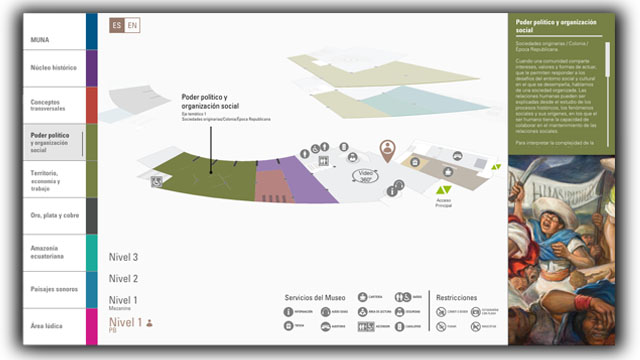 MUNA
Núcleo histórico
Conceptos
transversales
Poder político
y organización
social
Territorio,
economía y
trabajo
Oro, plata y cobre
Amazonía
ecuatoriana
Paisajes sonoros
Área lúdica
ES EN
Poder político y
organización social
Eje temático 1
Sociedades originarias/Colonia/Época Republicana
Video
360º
Acceso
Principal
Nivel 3
Nivel 2
Nivel 1
Mezanine
Nivel 1
PB
Servicios del Museo
Restricciones
Poder político y organización
social
Sociedades originarias /Colonia /
Época Republicana
Cuando una comunidad comparte
intereses, valores y formas de actuar,
que le permiten responder a los
desafíos del entorno social y cultural
en el que se desempeña, hablamos
de una sociedad organizada. Las
relaciones humanas pueden ser
explicadas desde el estudio de los
procesos históricos, los fenómenos
sociales y sus orígenes, en los que el
ser humano tiene la capacidad de
colaborar en el mantenimiento de las
relaciones sociales.
Para interpretar la complejidad de la